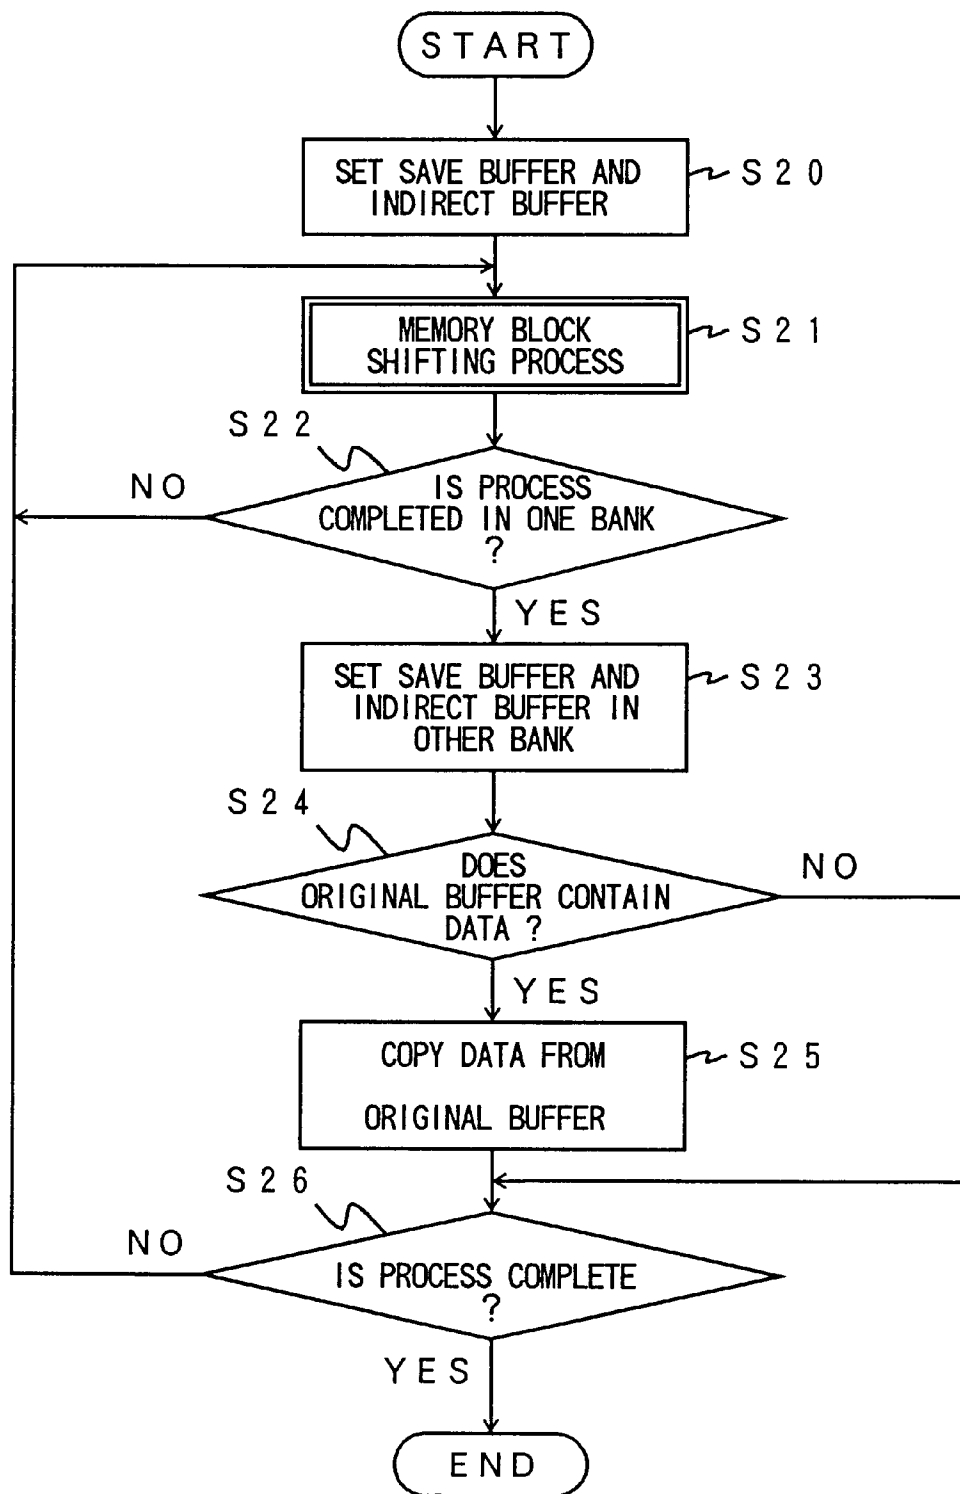 START
SET SAVE BUFFER AND
INDIRECT BUFFER
S20
MEMORY BLOCK
SHIFTING PROCESS
S21
S22
NO
IS PROCESS
COMPLETED IN ONE BANK
?
YES
SET SAVE BUFFER AND
INDIRECT BUFFER IN
OTHER BANK
S23
S24
DOES
ORIGINAL BUFFER CONTAIN
DATA ?
NO
YES
COPY DATA FROM
ORIGINAL BUFFER
S25
S26
NO
IS PROCESS COMPLETE
?
YES
END